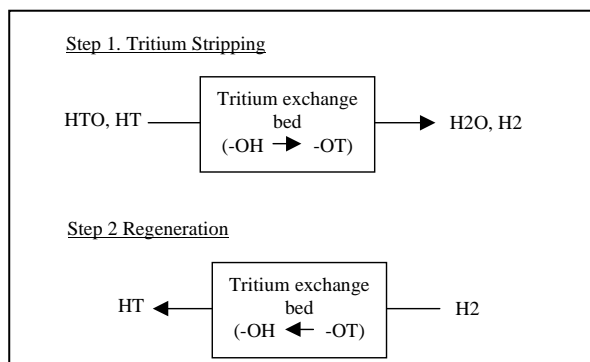 Step 1. Tritium Stripping
Tritium exchange
bed
(-OH → -OT)
HTO, HT
H2O, H2
Step 2 Regeneration
Tritium exchange
bed
(-OH ← -OT)
HT
H2